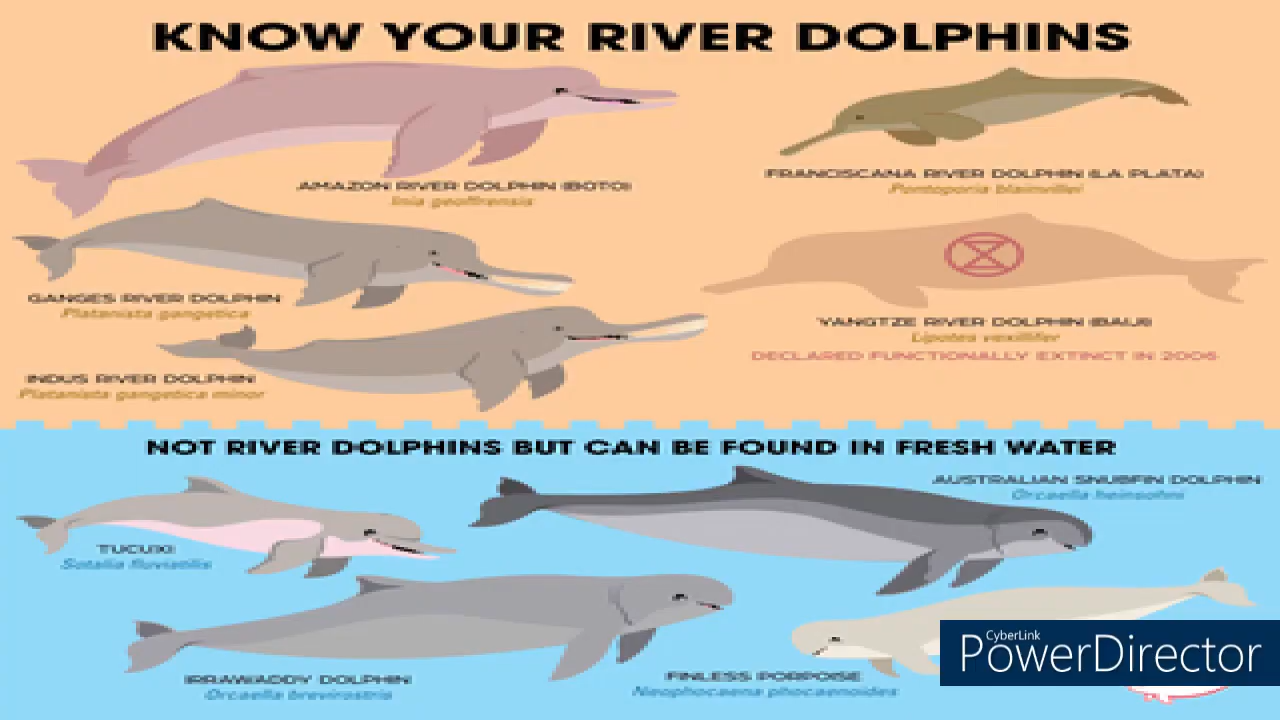 KNOW YOUR RIVER DOLPHINS
AMAZON RIVER DOLPHIN (BOTO)
Inia geoffrensis
FRANCISCANA RIVER DOLPHIN (LA PLATA)
Pontoporia blainvillei
GANGES RIVER DOLPHIN
Platanista gangetica
YANGTZE RIVER DOLPHIN (BAIJI)
Lipotes vexillifer
DECLARED FUNCTIONALLY EXTINCT IN 2006
INDUS RIVER DOLPHIN
Platanista gangetica minor
NOT RIVER DOLPHINS BUT CAN BE FOUND IN FRESH WATER
AUSTRALIAN SNUBFIN DOLPHIN
Orcaella heinsohni
TUCUXI
Sotalia fluviatilis
IRRAWADDY DOLPHIN
Orcaella brevirostris
FINLESS PORPOISE
Neophocaena phocaenoides
CyberLink
PowerDirector